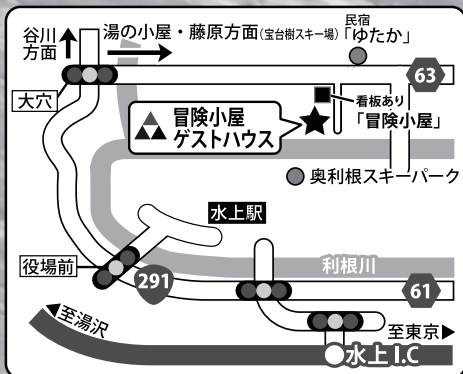 谷川
方面
湯の小屋・藤原方面(宝台樹スキー場)
民宿
「ゆたか」
63
大穴
看板あり
「冒険小屋」
冒険小屋
ゲストハウス
奥利根スキーパーク
水上駅
役場前
291
利根川
61
至湯沢
至東京
水上I.C